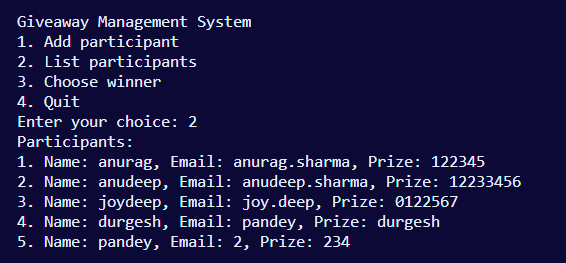 Giveaway Management System
1. Add participant
2. List participants
3. Choose winner
4. Quit
Enter your choice: 2
Participants:
1. Name: anurag, Email: anurag.sharma, Prize: 122345
2. Name: anudeep, Email: anudeep.sharma, Prize: 12233456
3. Name: joydeep, Email: joy.deep, Prize: 0122567
4. Name: durgesh, Email: pandey, Prize: durgesh
5. Name: pandey, Email: 2, Prize: 234